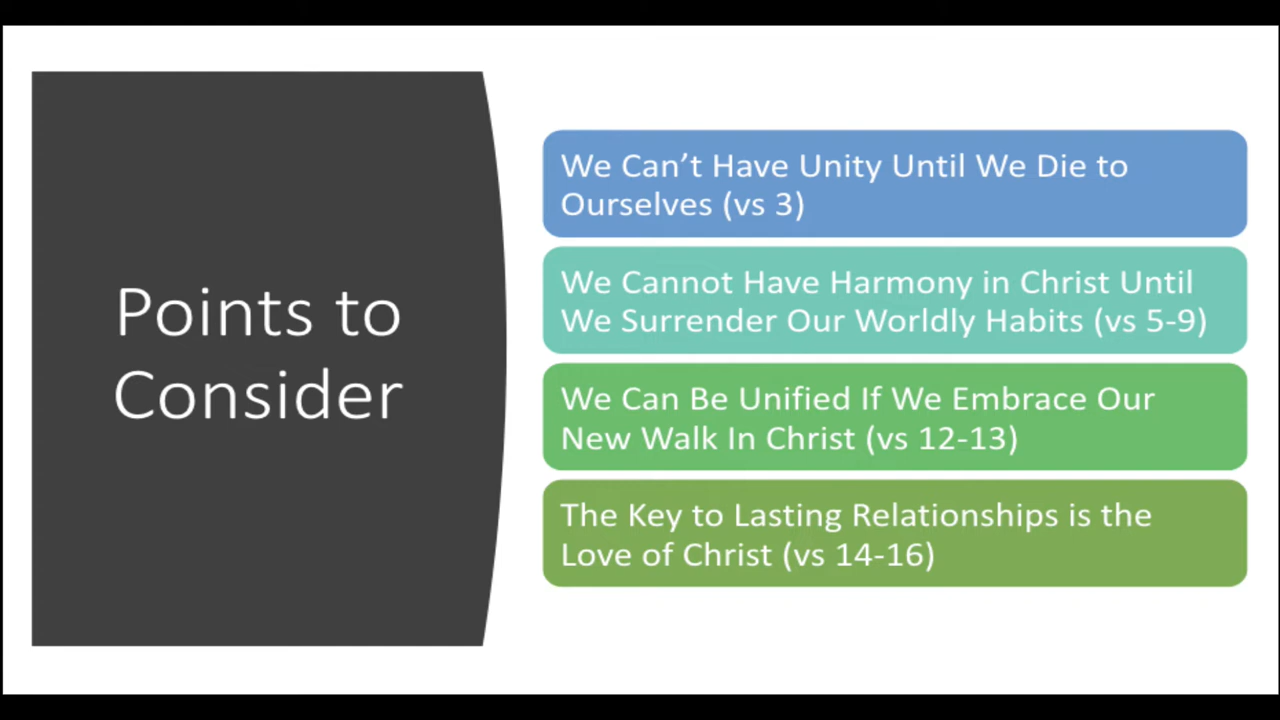 Points to
Consider
We Can’t Have Unity Until We Die to
Ourselves (vs 3)
We Cannot Have Harmony in Christ Until
We Surrender Our Worldly Habits (vs 5-9)
We Can Be Unified If We Embrace Our
New Walk In Christ (vs 12-13)
The Key to Lasting Relationships is the
Love of Christ (vs 14-16)